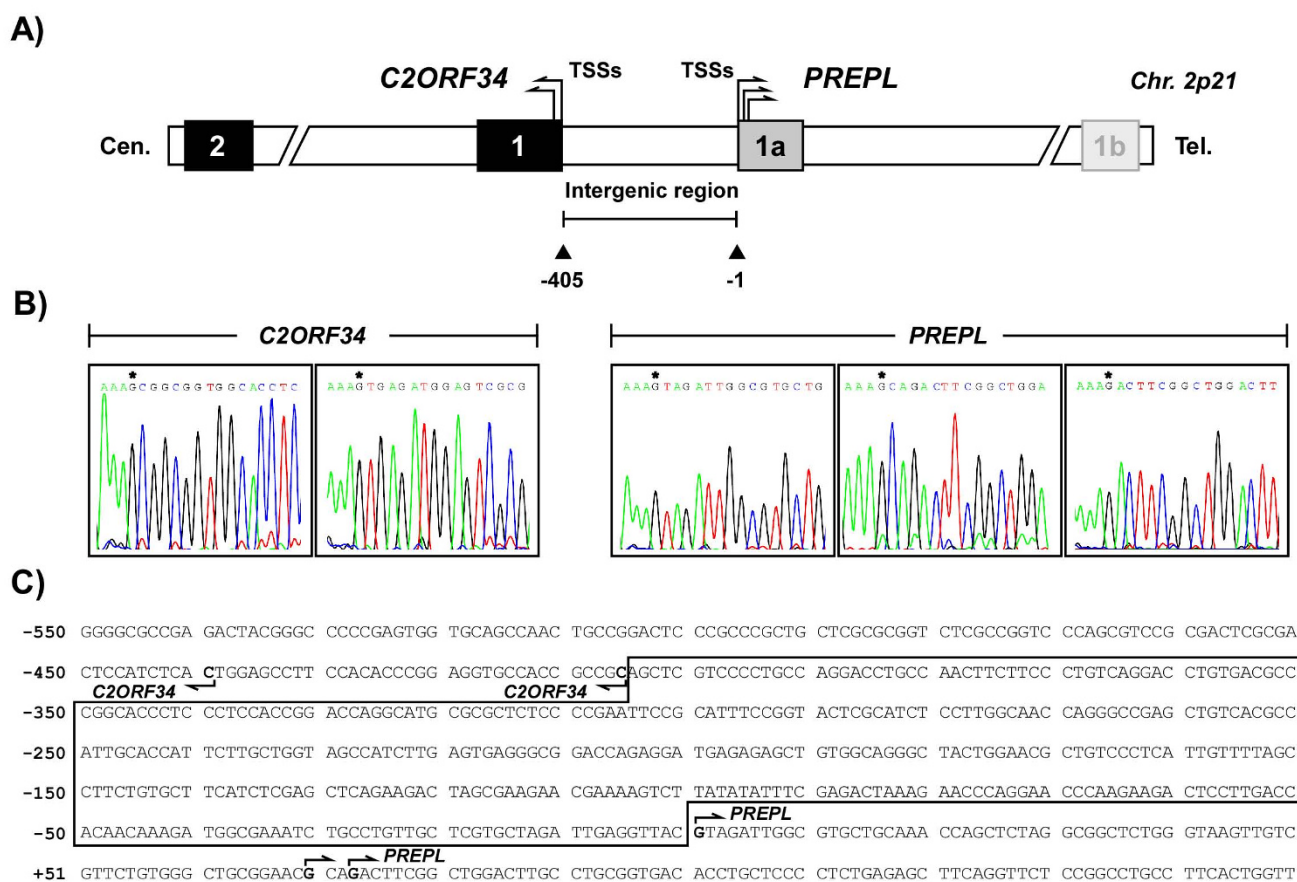 A)
C2ORF34 TSSs TSSs PREPL Chr. 2p21
Cen. 2 1 1a 1b Tel.
Intergenic region
-405 -1
B)
C2ORF34 PREPL
* * * * *
AAAGCGGCGGTGGCACCTC AAAGTGAGATGGAGTCGCG AAAGTAGATTGGCGTGCTG AAAGCAGACTTCGGCTGGA AAAGACTTCGGCTGGACTT
C)
-550 GGGGCGCCGA GACTACGGGC CCCCGAGTGG TGCAGCCAAC TGCCGGACTC CCGCCCGCTG CTCGCGCGGT CTCGCCGGTC CCAGCGTCCG CGACTCGCGA
-450 CTCCATCTCA CTGGAGCCTT CCACACCCGG AGGTGCCACC GCCGCAGCTC GTCCCCTGCC AGGACCTGCC AACTTCTTCC CTGTCAGGAC CTGTGACGCC
C2ORF34 C2ORF34
-350 CGGCACCCTC CCTCCACCGG ACCAGGCATG CGCGCTCTCC CCGAATTCCG CATTTCCGGT ACTCGCATCT CCTTGGCAAC CAGGGCCGAG CTGTCACGCC
-250 ATTGCACCAT TCTTGCTGGT AGCCATCTTG AGTGAGGGCG GACCAGAGGA TGAGAGAGCT GTGGCAGGGC TACTGGAACG CTGTCCCTCA TTGTTTTAGC
-150 CTTCTGTGCT TCATCTCGAG CTCAGAAGAC TAGCGAAGAA CGAAAAGTCT TATATATTTC GAGACTAAAG AACCCAGGAA CCCAAGAAGA CTCCTTGACC
PREPL
-50 ACAACAAAGA TGGCGAAATC TGCCTGTTGC TCGTGCTAGA TTGAGGTTAC GTAGATTGGC GTGCTGCAAA CCAGCTCTAG GCGGCTCTGG GTAAGTTGTC
PREPL
+51 GTTCTGTGGG CTGCGGAACG CAGACTTCGG CTGGACTTGC CTGCGGTGAC ACCTGCTCCC CTCTGAGAGC TTCAGGTTCT CCGGCCTGCC TTCACTGGTT